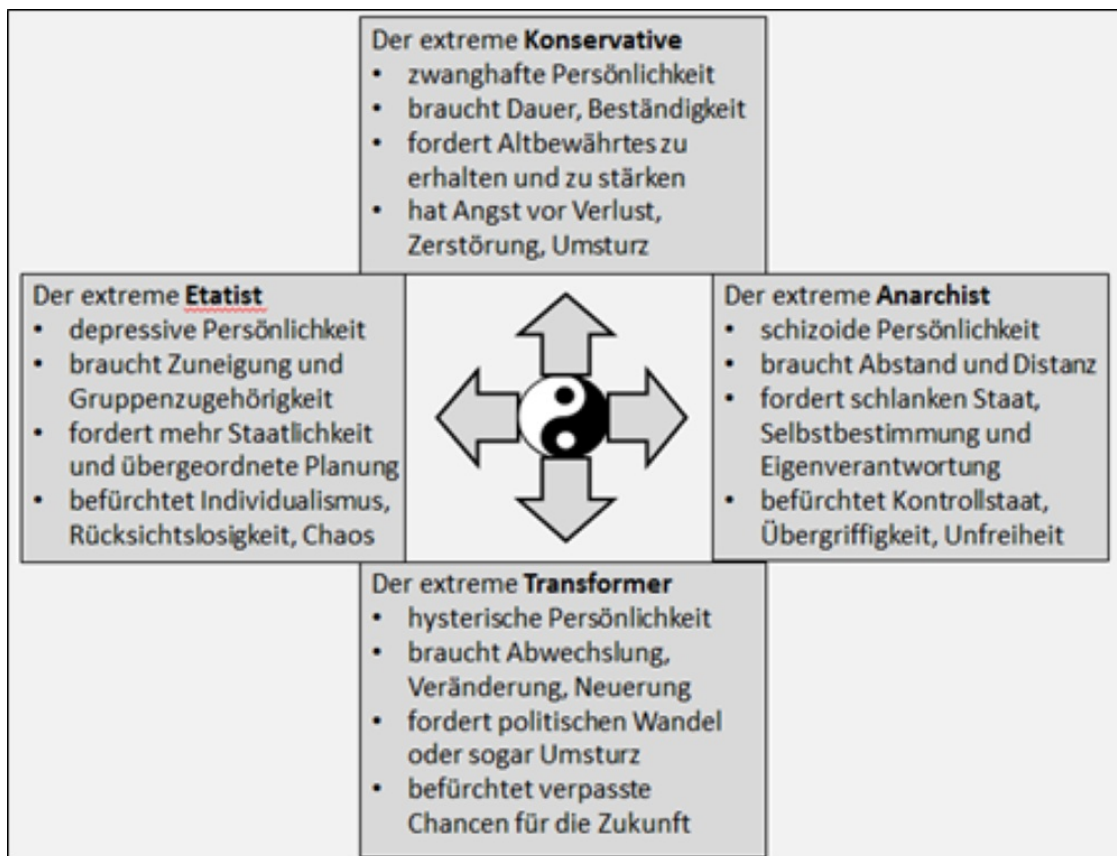 Der extreme Konservative
• zwanghafte Persönlichkeit
• braucht Dauer, Beständigkeit
• fordert Altbewährtes zu
erhalten und zu stärken
• hat Angst vor Verlust,
Zerstörung, Umsturz
Der extreme Etatist
• depressive Persönlichkeit
• braucht Zuneigung und
Gruppenzugehörigkeit
• fordert mehr Staatlichkeit
und übergeordnete Planung
• befürchtet Individualismus,
Rücksichtslosigkeit, Chaos
Der extreme Anarchist
• schizoide Persönlichkeit
• braucht Abstand und Distanz
• fordert schlanken Staat,
Selbstbestimmung und
Eigenverantwortung
• befürchtet Kontrollstaat,
Übergriffigkeit, Unfreiheit
Der extreme Transformer
• hysterische Persönlichkeit
• braucht Abwechslung,
Veränderung, Neuerung
• fordert politischen Wandel
oder sogar Umsturz
• befürchtet verpasste
Chancen für die Zukunft